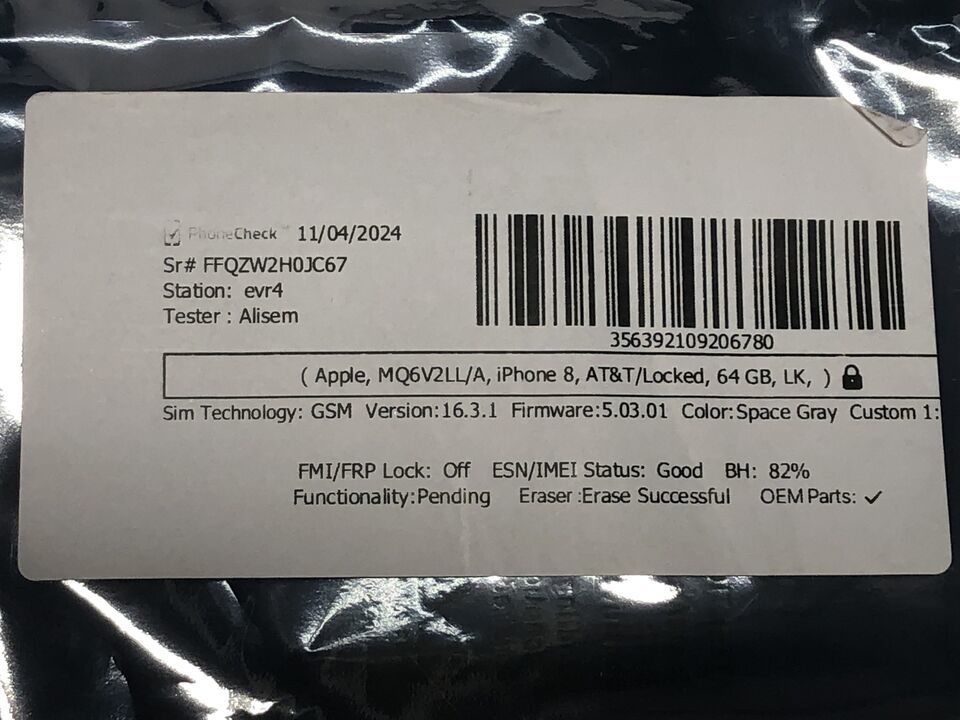 PhoneCheck 11/04/2024
Sr# FFQZW2H0JC67
Station: evr4
Tester : Alisem
356392109206780
( Apple, MQ6V2LL/A, iPhone 8, AT&T/Locked, 64 GB, LK, )
Sim Technology: GSM Version:16.3.1 Firmware:5.03.01 Color:Space Gray Custom 1:
FMI/FRP Lock: Off ESN/IMEI Status: Good BH: 82%
Functionality:Pending Eraser :Erase Successful OEM Parts: ✓